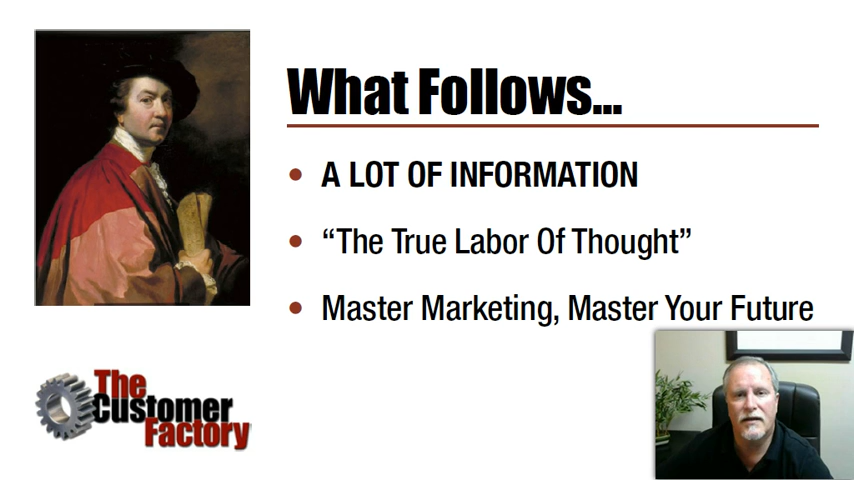 What Follows...
• A LOT OF INFORMATION
• “The True Labor Of Thought”
• Master Marketing, Master Your Future
The
Customer
Factory